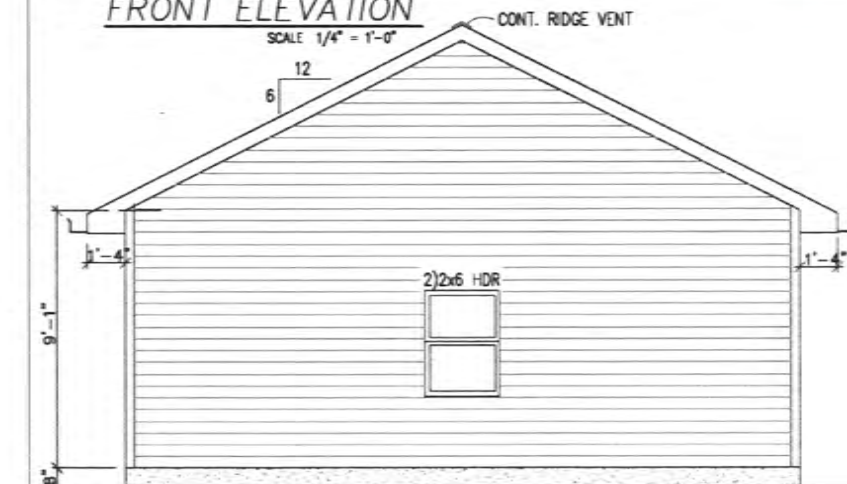 FRONT ELEVATION
SCALE 1/4" = 1'-0"
CONT. RIDGE VENT
12
6
1'-4"
1'-4"
2)2x6 HDR
9'-1"
8"